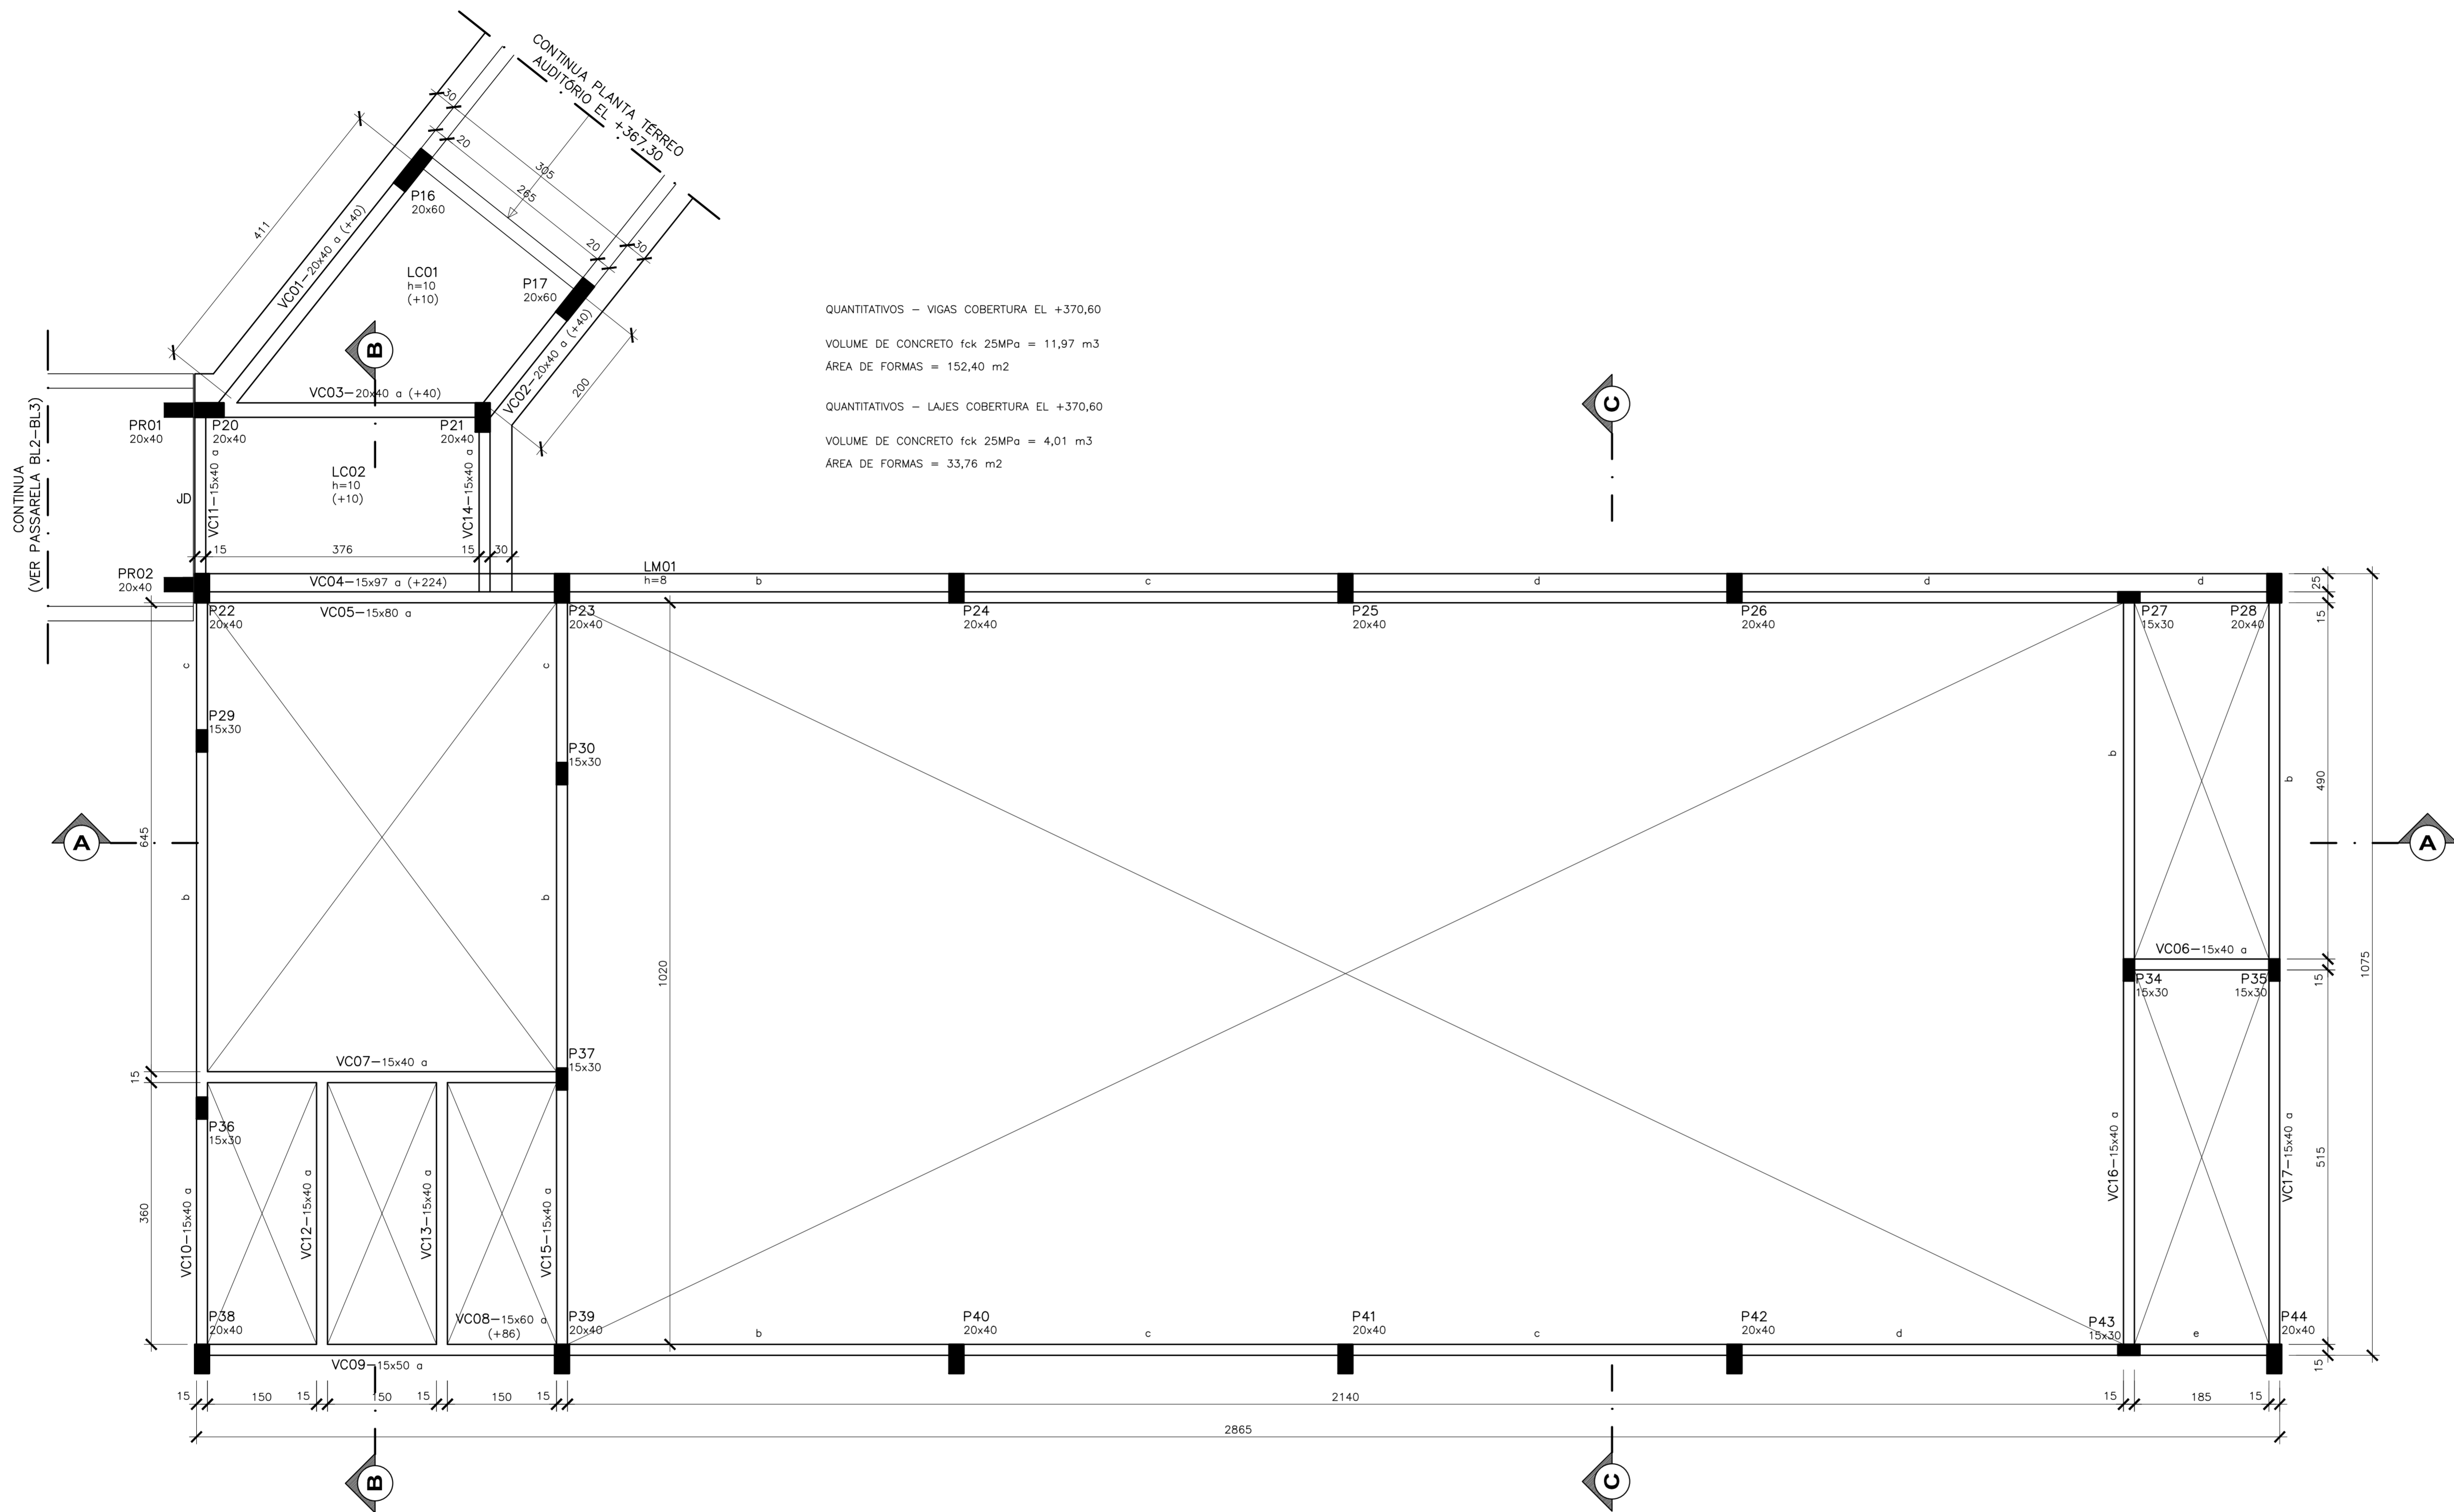 CONTINUA PLANTA TÉRREO
AUDITÓRIO EL +367,30
30
20
305
265
20
30
411
P16
20x60
VC01-20x40 a (+40)
LC01
h=10
(+10)
P17
20x60
VC02-20x40 a (+40)
200
B
QUANTITATIVOS - VIGAS COBERTURA EL +370,60
VOLUME DE CONCRETO fck 25MPa = 11,97 m3
ÁREA DE FORMAS = 152,40 m2
QUANTITATIVOS - LAJES COBERTURA EL +370,60
VOLUME DE CONCRETO fck 25MPa = 4,01 m3
ÁREA DE FORMAS = 33,76 m2
C
VC03-20x40 a (+40)
PR01
20x40
P20
20x40
P21
20x40
CONTINUA
(VER PASSARELA BL2-BL3)
JD
VC11-15x40 a
LC02
h=10
(+10)
VC14-15x40 a
15
376
15
30
PR02
20x40
VC04-15x97 a (+224)
LM01
h=8
b
c
d
d
d
25
VC05-15x80 a
P22
20x40
P23
20x40
P24
20x40
P25
20x40
P26
20x40
P27
15x30
P28
20x40
15
c
c
P29
15x30
P30
15x30
b
b
490
A
645
A
b
b
VC06-15x40 a
1020
P34
15x30
P35
15x30
15
1075
VC07-15x40 a
P37
15x30
15
P36
15x30
360
VC10-15x40 a
VC12-15x40 a
VC13-15x40 a
VC15-15x40 a
VC16-15x40 a
VC17-15x40 a
515
P38
20x40
VC08-15x60 a
(+86)
P39
20x40
P40
20x40
P41
20x40
P42
20x40
P43
15x30
P44
20x40
b
c
c
d
e
VC09-15x50 a
15
15
150
15
150
15
150
15
2140
15
185
15
2865
B
C